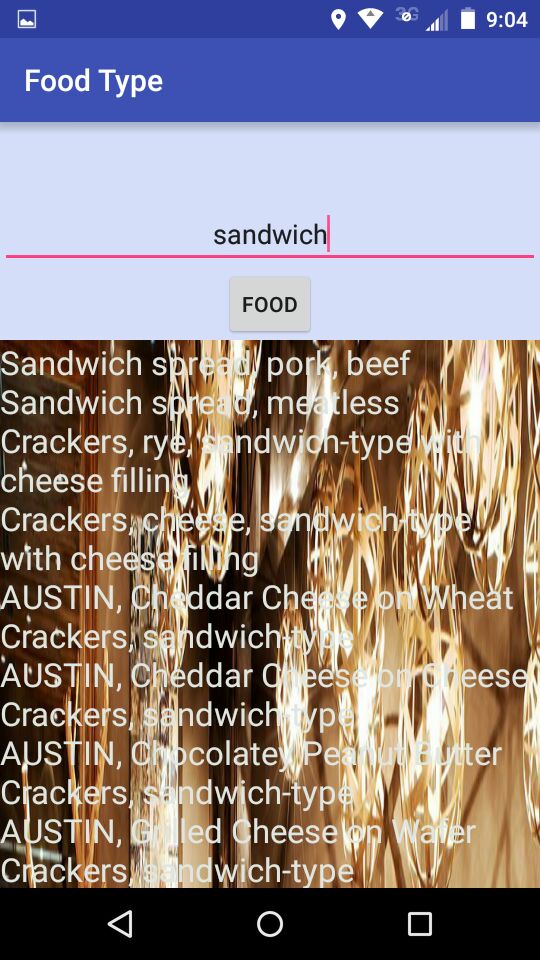 3G 9:04
Food Type
sandwich
FOOD
Sandwich spread, pork, beef
Sandwich spread, meatless
Crackers, rye, sandwich-type with
cheese filling
Crackers, cheese, sandwich-type
with cheese filling
AUSTIN, Cheddar Cheese on Wheat
Crackers, sandwich-type
AUSTIN, Cheddar Cheese on Cheese
Crackers, sandwich-type
AUSTIN, Chocolatey Peanut Butter
Crackers, sandwich-type
AUSTIN, Grilled Cheese on Wafer
Crackers, sandwich-type